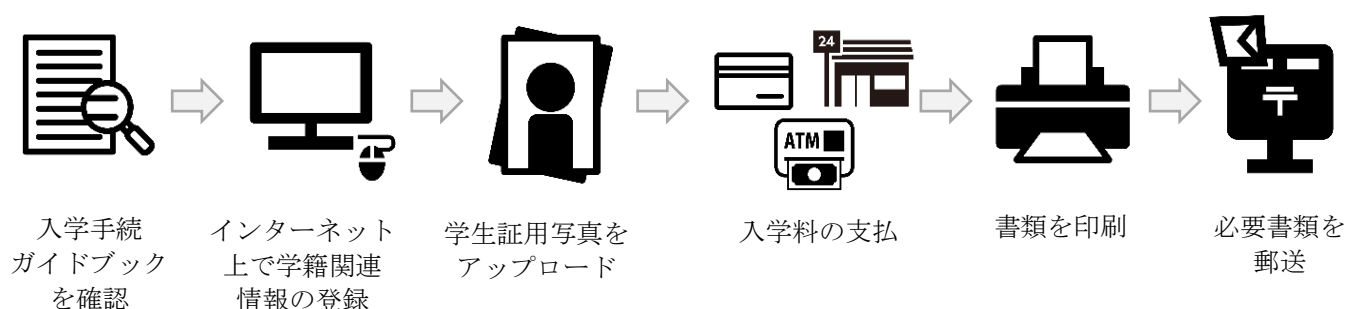 24
ATM
〒
入学手続
ガイドブック
を確認
インターネット
上で学籍関連
情報の登録
学生証用写真を
アップロード
入学料の支払
書類を印刷
必要書類を
郵送